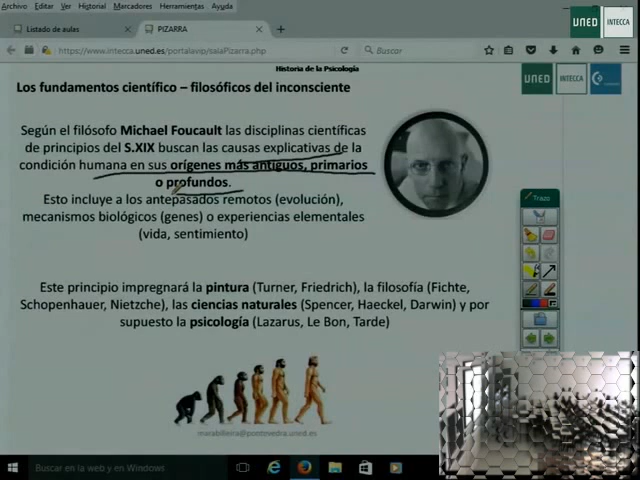 Archivo Editar Ver Historial Marcadores Herramientas Ayuda
Listado de aulas
PIZARRA
https://www.intecca.uned.es/portalavip/salaPizarra.php
Buscar
UNED
INTECCA
Historia de la Psicología
UNED
INTECCA
Los fundamentos científico – filosóficos del inconsciente
Según el filósofo Michael Foucault las disciplinas científicas
de principios del S.XIX buscan las causas explicativas de la
condición humana en sus orígenes más antiguos, primarios
o profundos.
Esto incluye a los antepasados remotos (evolución),
mecanismos biológicos (genes) o experiencias elementales
(vida, sentimiento)
Trazo
Este principio impregnará la pintura (Turner, Friedrich), la filosofía (Fichte,
Schopenhauer, Nietzche), las ciencias naturales (Spencer, Haeckel, Darwin) y por
supuesto la psicología (Lazarus, Le Bon, Tarde)
marabilleira@pontevedra.uned.es
Buscar en la web y en Windows